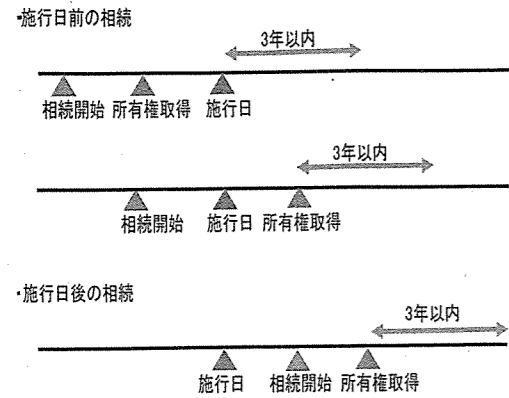 ・施行日前の相続
3年以内
相続開始 所有権取得 施行日
3年以内
相続開始 施行日 所有権取得
・施行日後の相続
3年以内
施行日 相続開始 所有権取得